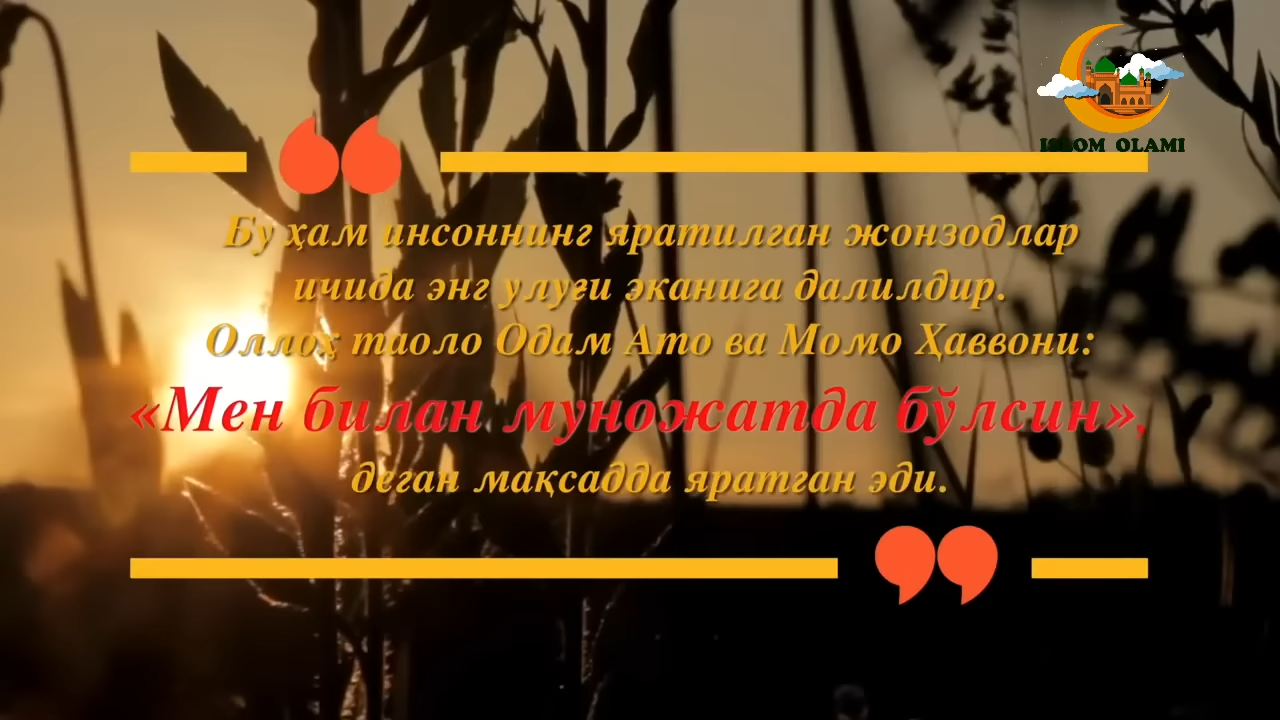 ISLOM OLAMI
Бу ҳам инсоннинг яратилган жонзодлар
ичида энг улуғи эканига далилдир.
Оллоҳ таоло Одам Ато ва Момо Ҳаввони:
«Мен билан муножатда бўлсин»,
деган мақсадда яратган эди.